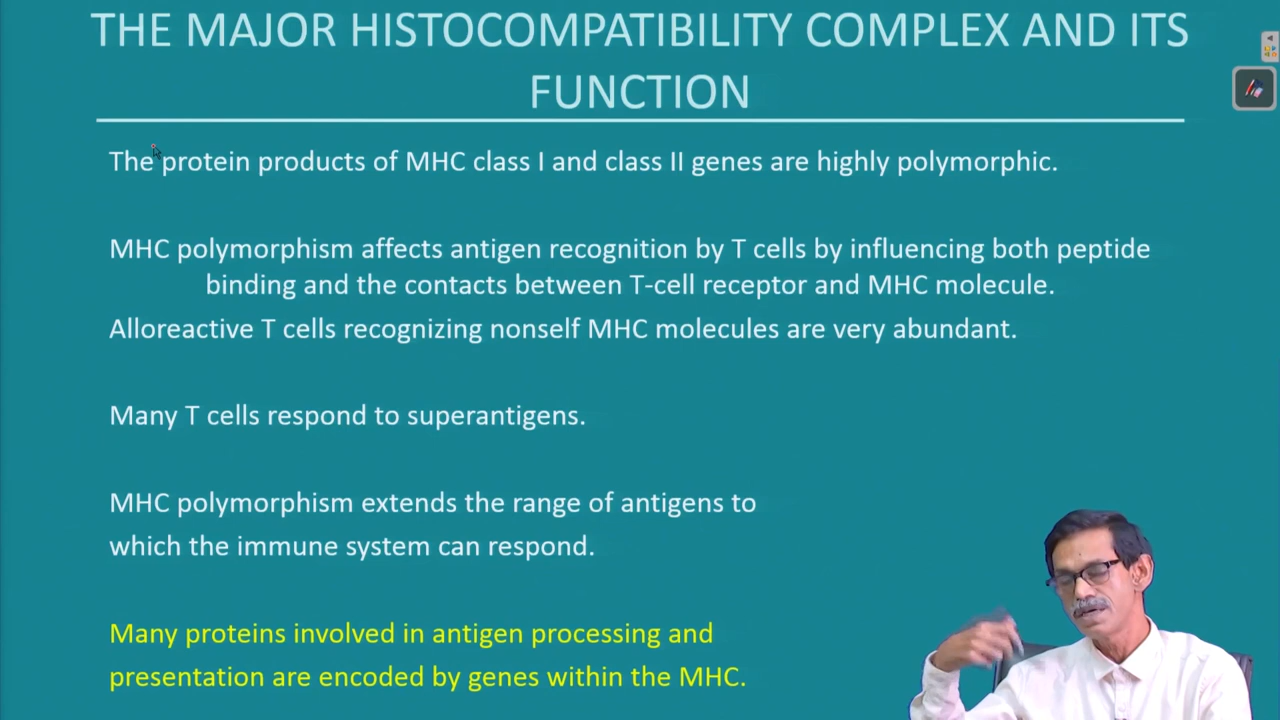 THE MAJOR HISTOCOMPATIBILITY COMPLEX AND ITS
FUNCTION
The protein products of MHC class I and class II genes are highly polymorphic.
MHC polymorphism affects antigen recognition by T cells by influencing both peptide
binding and the contacts between T-cell receptor and MHC molecule.
Alloreactive T cells recognizing nonself MHC molecules are very abundant.
Many T cells respond to superantigens.
MHC polymorphism extends the range of antigens to
which the immune system can respond.
Many proteins involved in antigen processing and
presentation are encoded by genes within the MHC.